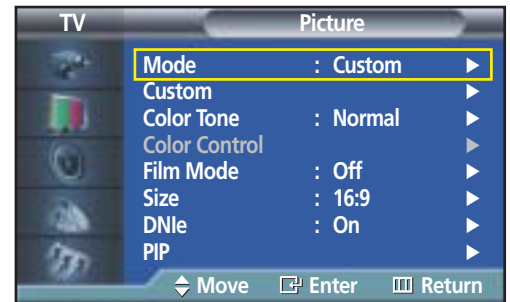 TV Picture
Mode : Custom
Custom
Color Tone : Normal
Color Control
Film Mode : Off
Size : 16:9
DNIe : On
PIP
Move Enter Return